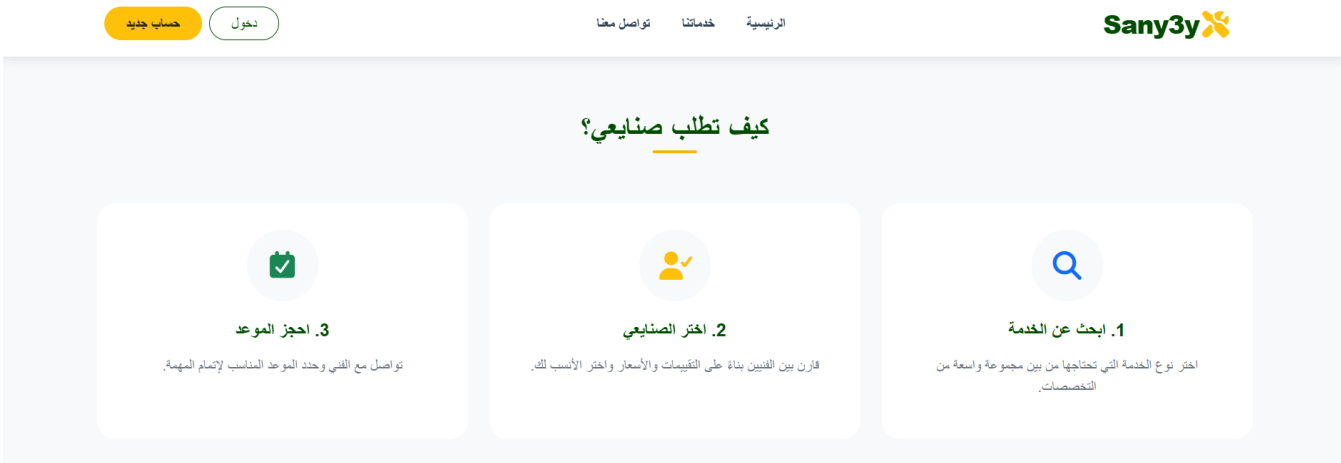 Sany3y
الرئيسية
خدماتنا
تواصل معنا
دخول
حساب جديد
كيف تطلب صنايعي؟
1. ابحث عن الخدمة
اختر نوع الخدمة التي تحتاجها من بين مجموعة واسعة من
التخصصات.
2. اختر الصنايعي
قارن بين الفنيين بناءً على التقييمات والأسعار واختر الأنسب لك.
3. احجز الموعد
تواصل مع الفني وحدد الموعد المناسب لإتمام المهمة.